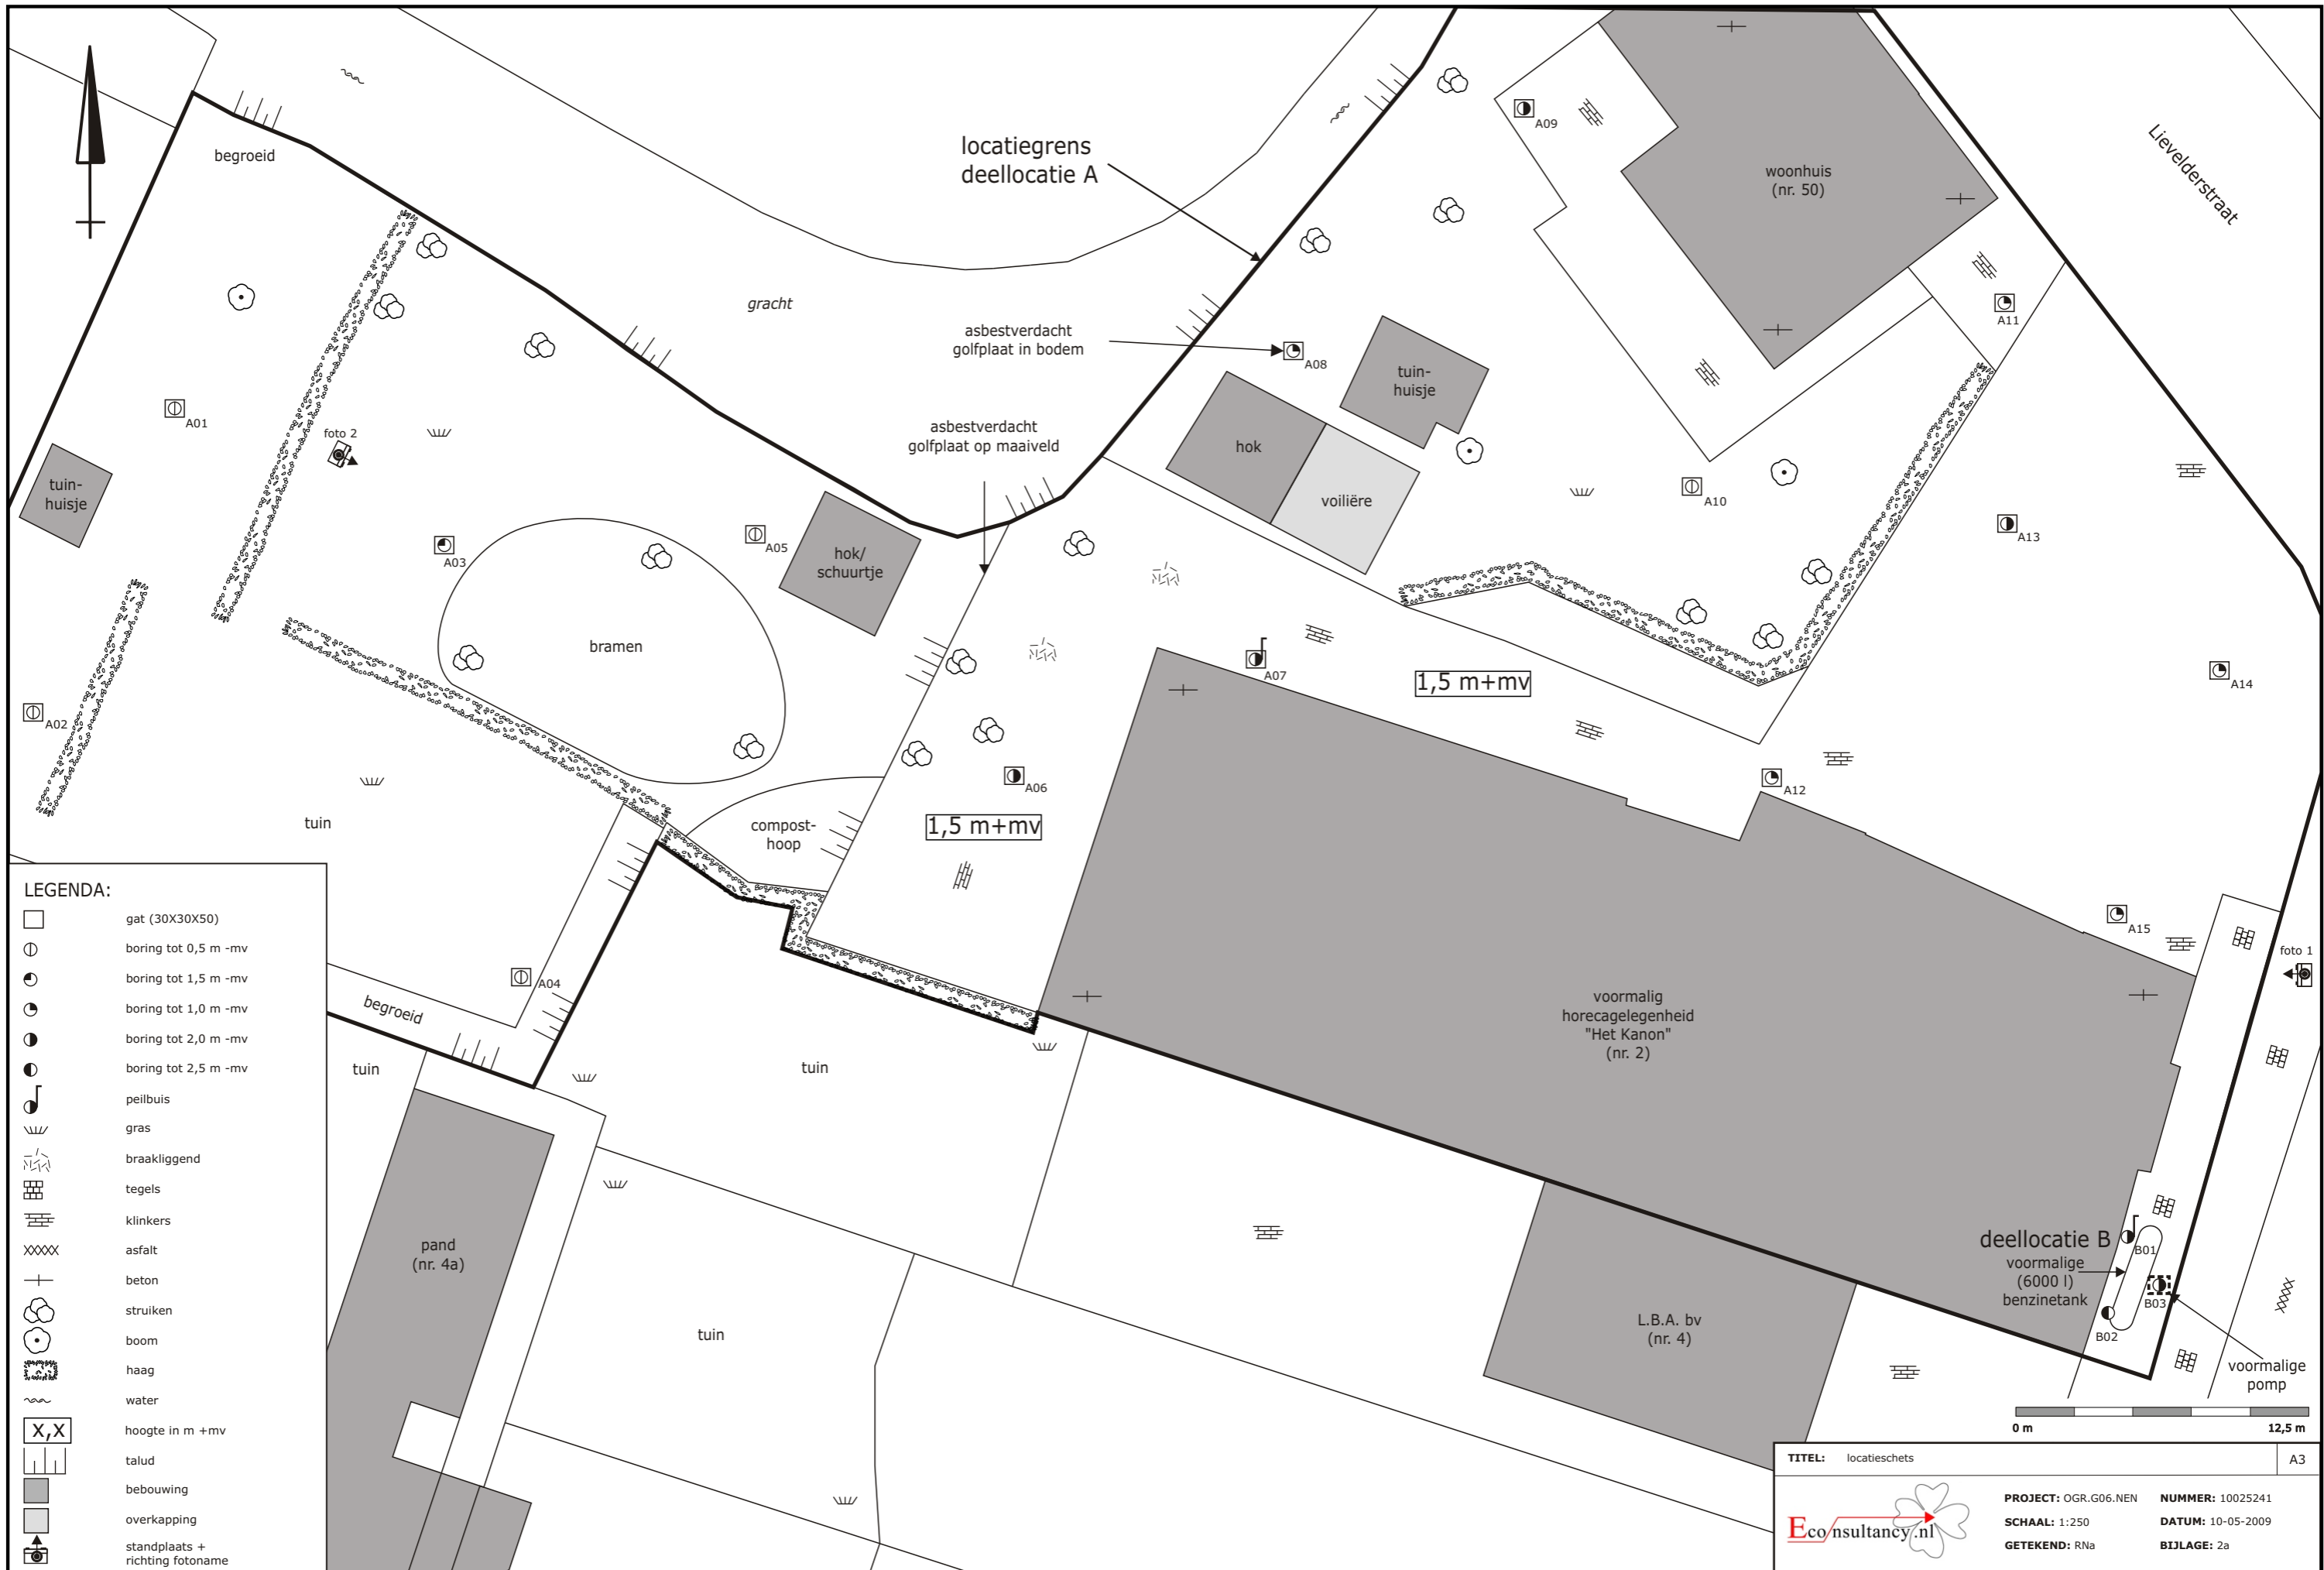 begroeid
locatiegrens
deellocatie A
A09
woonhuis
(nr. 50)
Lievelderstraat
gracht
asbestverdacht
golfplaat in bodem
A08
A11
A01
foto 2
tuin-
huisje
tuin-
huisje
asbestverdacht
golfplaat op maaiveld
hok
voilière
A10
A13
A03
A05
hok/
schuurtje
bramen
A07
1,5 m+mv
A14
A02
A06
A12
1,5 m+mv
tuin
compost-
hoop
A04
begroeid
A15
foto 1
voormalig
horecagelegenheid
"Het Kanon"
(nr. 2)
tuin
tuin
pand
(nr. 4a)
tuin
L.B.A. bv
(nr. 4)
deellocatie B
voormalige
(6000 l)
benzinetank
B01
B03
B02
voormalige
pomp
LEGENDA:
gat (30X30X50)
boring tot 0,5 m -mv
boring tot 1,5 m -mv
boring tot 1,0 m -mv
boring tot 2,0 m -mv
boring tot 2,5 m -mv
peilbuis
gras
braakliggend
tegels
klinkers
asfalt
beton
struiken
boom
haag
water
X,X hoogte in m +mv
talud
bebouwing
overkapping
standplaats +
richting fotoname
0 m 12,5 m
TITEL: locatieschets A3
Econsultancy.nl
PROJECT: OGR.G06.NEN NUMMER: 10025241
SCHAAL: 1:250 DATUM: 10-05-2009
GETEKEND: RNa BIJLAGE: 2a